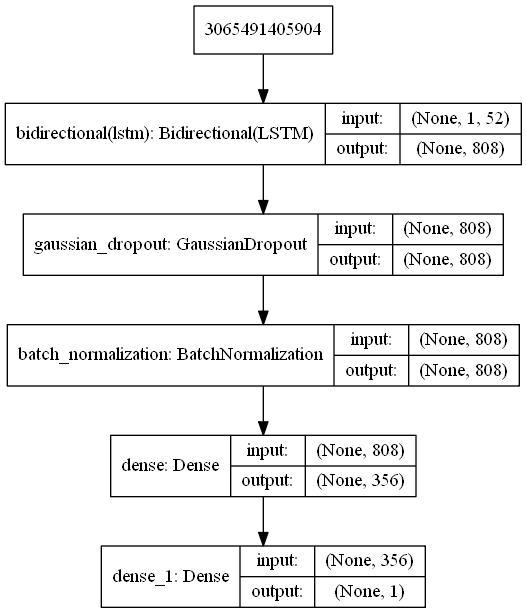 3065491405904
bidirectional(lstm): Bidirectional(LSTM)
input: (None, 1, 52)
output: (None, 808)
gaussian_dropout: GaussianDropout
input: (None, 808)
output: (None, 808)
batch_normalization: BatchNormalization
input: (None, 808)
output: (None, 808)
dense: Dense
input: (None, 808)
output: (None, 356)
dense_1: Dense
input: (None, 356)
output: (None, 1)